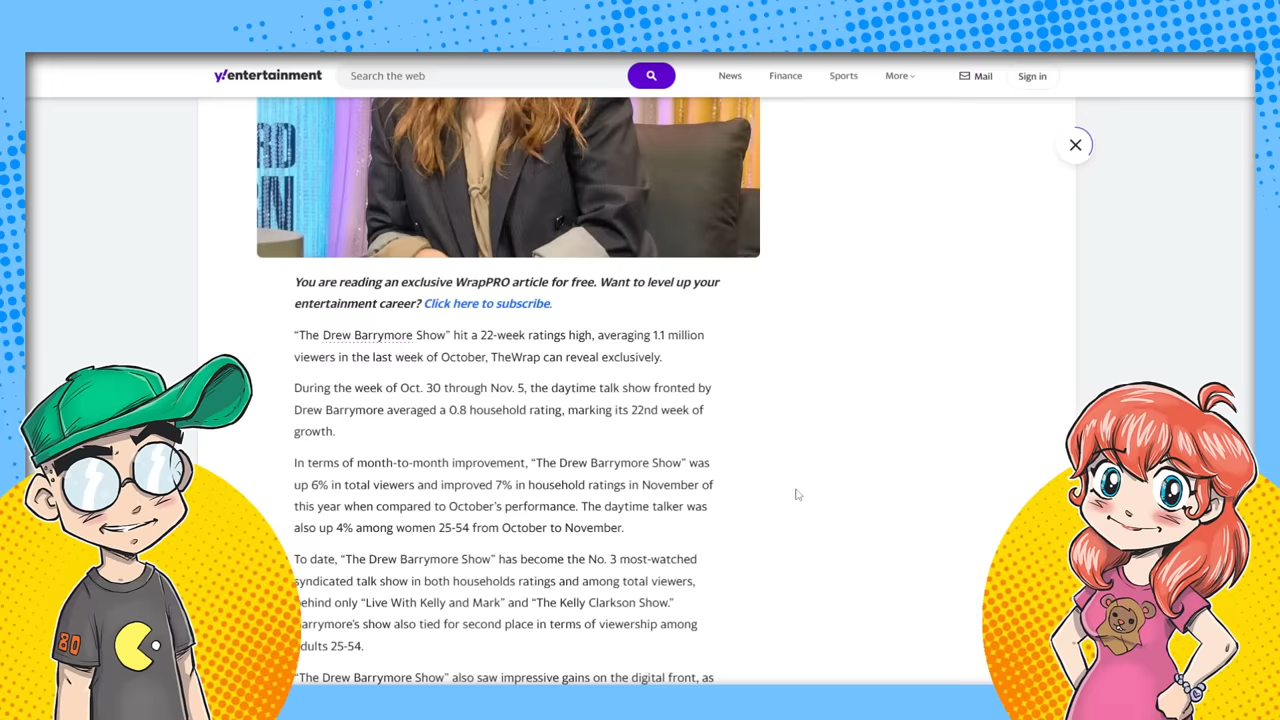 y!entertainment
Search the web
News
Finance
Sports
More
Mail
Sign in
You are reading an exclusive WrapPRO article for free. Want to level up your
entertainment career? Click here to subscribe.
“The Drew Barrymore Show” hit a 22-week ratings high, averaging 1.1 million
viewers in the last week of October, TheWrap can reveal exclusively.
During the week of Oct. 30 through Nov. 5, the daytime talk show fronted by
Drew Barrymore averaged a 0.8 household rating, marking its 22nd week of
growth.
In terms of month-to-month improvement, “The Drew Barrymore Show” was
up 6% in total viewers and improved 7% in household ratings in November of
this year when compared to October’s performance. The daytime talker was
also up 4% among women 25-54 from October to November.
To date, “The Drew Barrymore Show” has become the No. 3 most-watched
syndicated talk show in both households ratings and among total viewers,
behind only “Live With Kelly and Mark” and “The Kelly Clarkson Show.”
Barrymore’s show also tied for second place in terms of viewership among
adults 25-54.
“The Drew Barrymore Show” also saw impressive gains on the digital front, as
80